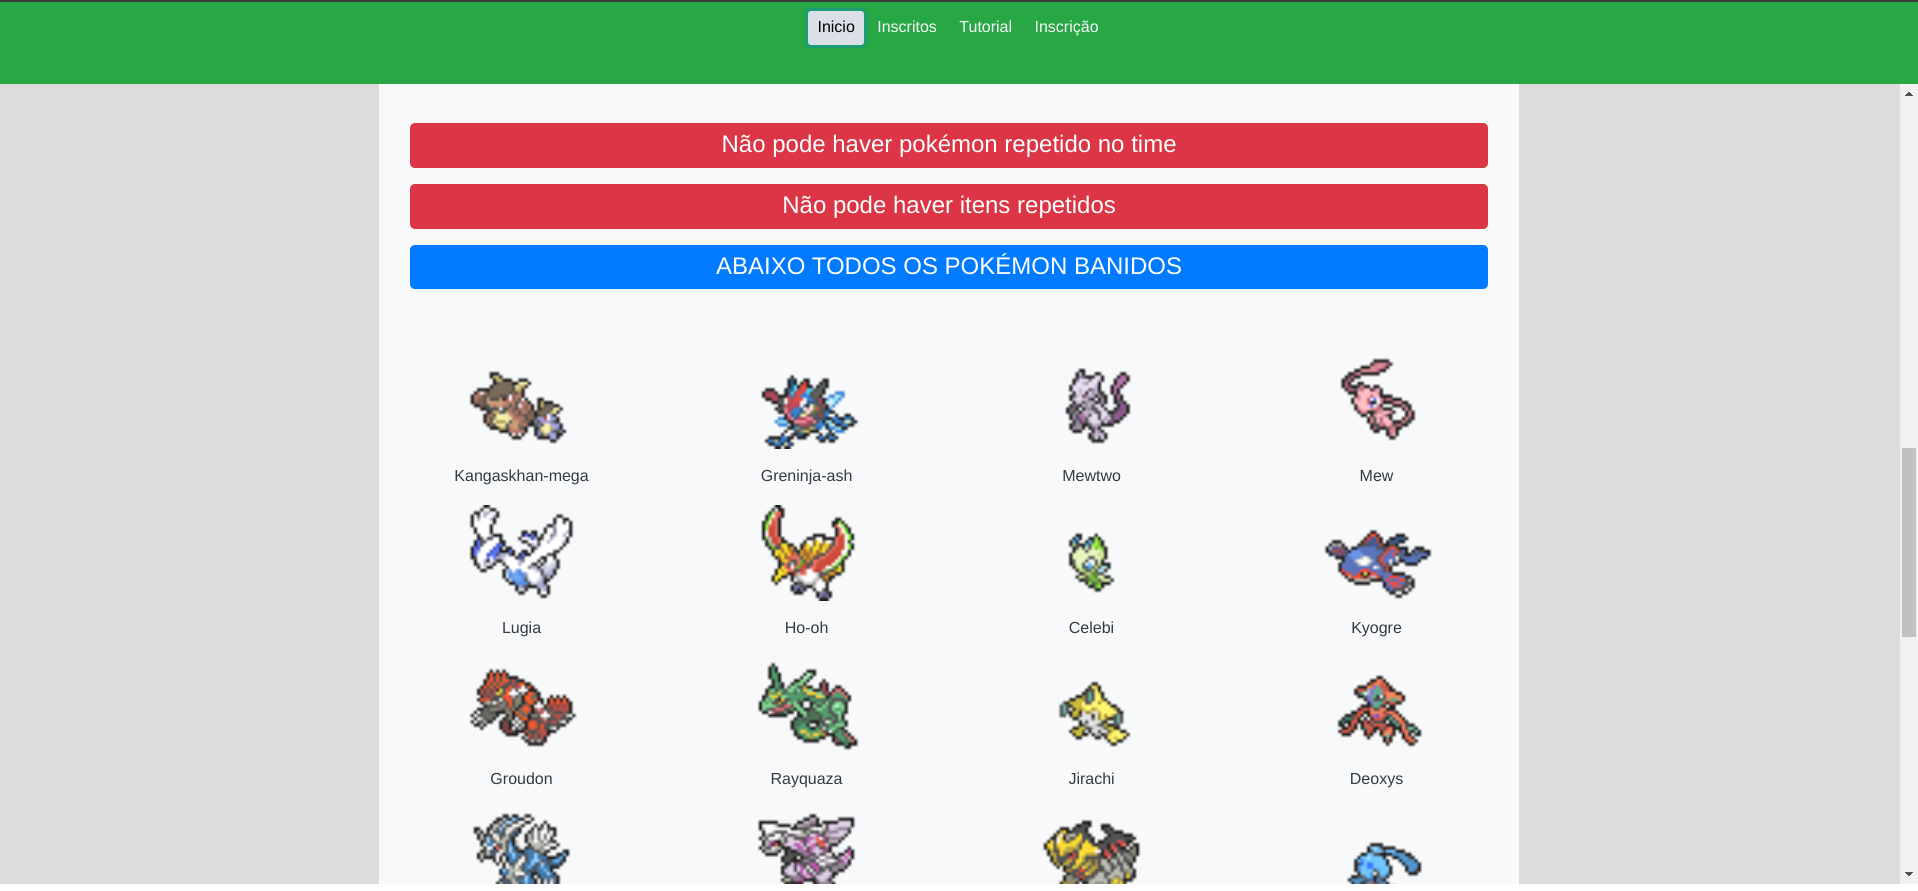 Inicio Inscritos Tutorial Inscrição
Não pode haver pokémon repetido no time
Não pode haver itens repetidos
ABAIXO TODOS OS POKÉMON BANIDOS
Kangaskhan-mega Greninja-ash Mewtwo Mew
Lugia Ho-oh Celebi Kyogre
Groudon Rayquaza Jirachi Deoxys